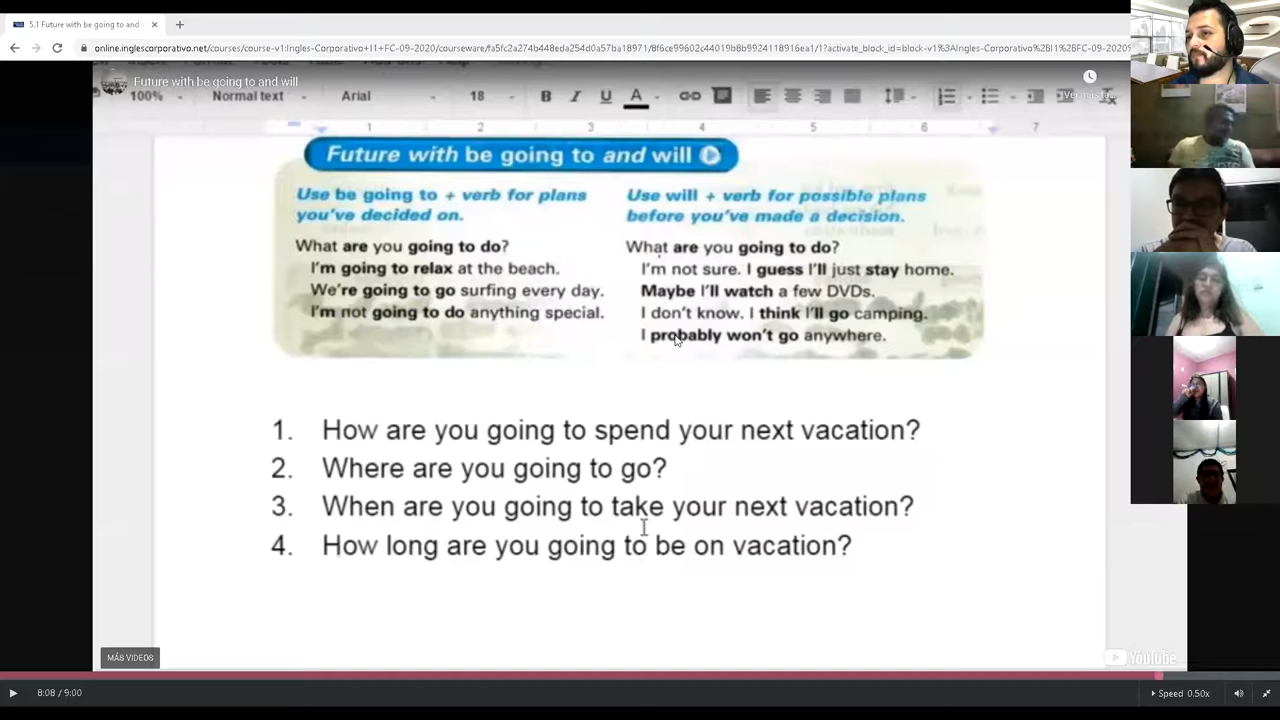 5.1 Future with be going to and
online.inglescorporativo.net/courses/course-v1:Ingles-Corporativo+I1+FC-09-2020/courseware/fa5fc2a274b448eda254d0a57ba18971/8f6ce99602c44019b8b9924118916ea1/1?activate_block_id=block-v1%3AIngles-Corporativo%2BI1%2BFC-09-2020%
Future with be going to and will
100% Normal text Arial 18 B I U A
1 2 3 4 5 6 7
Future with be going to and will
Use be going to + verb for plans
you've decided on.
What are you going to do?
I'm going to relax at the beach.
We're going to go surfing every day.
I'm not going to do anything special.
Use will + verb for possible plans
before you've made a decision.
What are you going to do?
I'm not sure. I guess I'll just stay home.
Maybe I'll watch a few DVDs.
I don't know. I think I'll go camping.
I probably won't go anywhere.
1. How are you going to spend your next vacation?
2. Where are you going to go?
3. When are you going to take your next vacation?
4. How long are you going to be on vacation?
MÁS VIDEOS
YouTube
8:08 / 9:00
Speed 0.50x